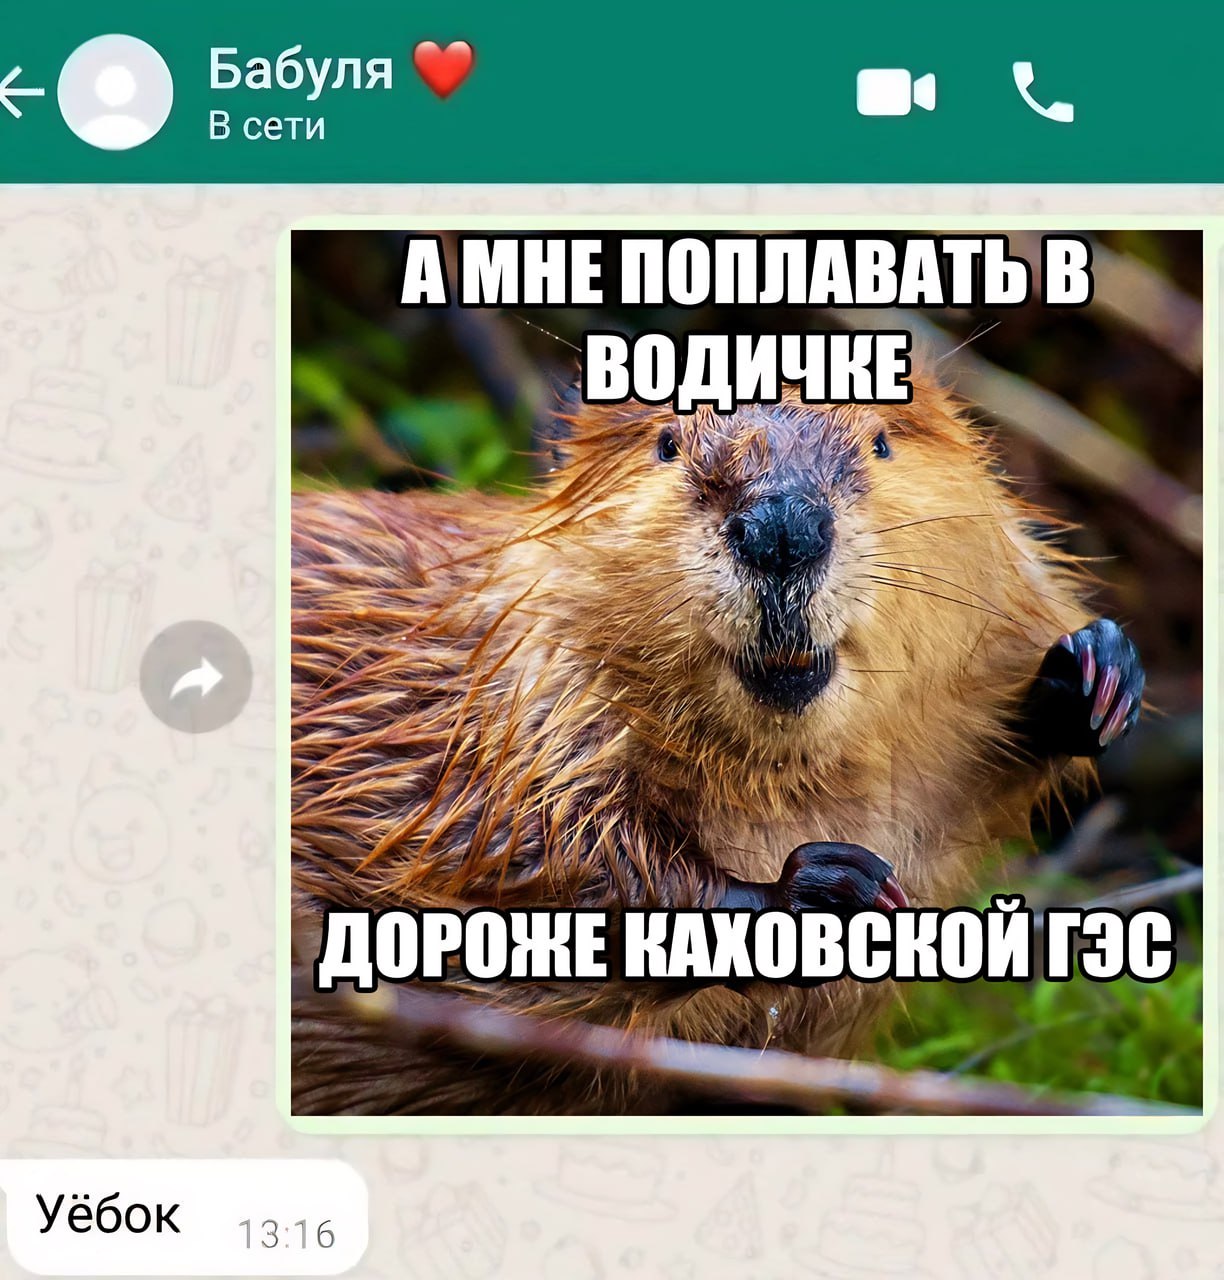 Бабуля ❤️
В сети
А МНЕ ПОПЛАВАТЬ В
ВОДИЧКЕ
ДОРОЖЕ КАХОВСКОЙ ГЭС
Уёбок
13:16